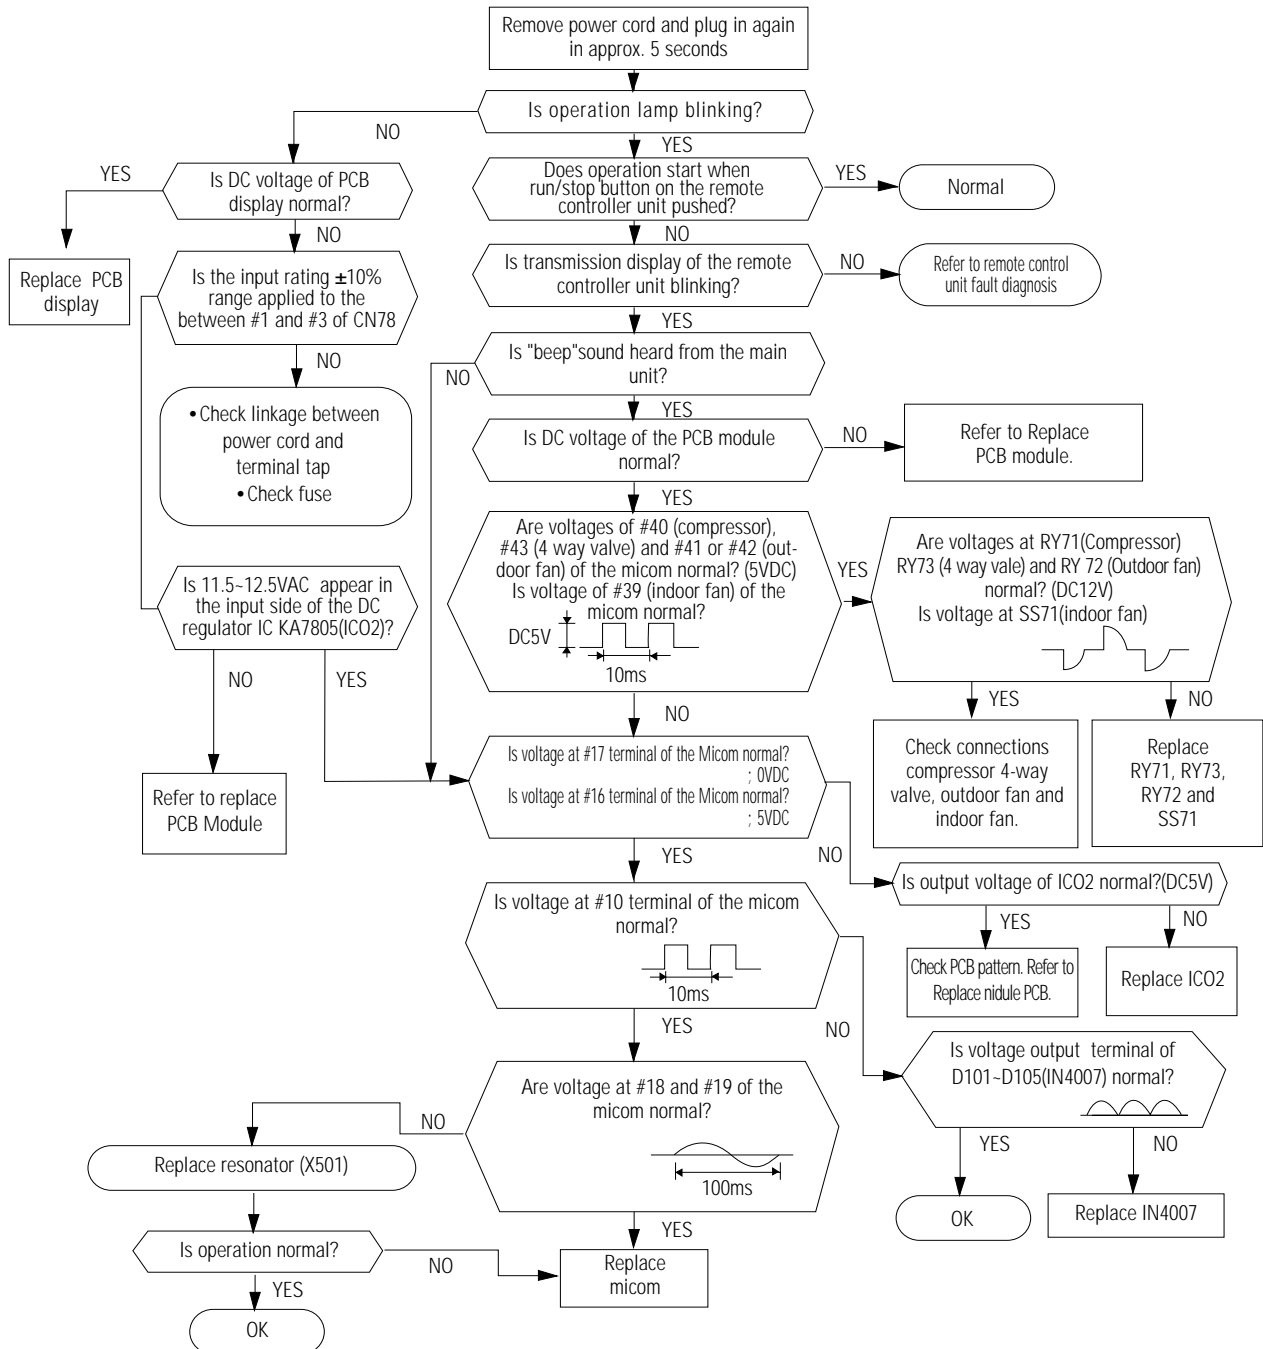 Remove power cord and plug in again
in approx. 5 seconds
Is operation lamp blinking?
NO
YES
Does operation start when
run/stop button on the remote
controller unit pushed?
YES
Normal
YES
Is DC voltage of PCB
display normal?
NO
NO
Replace PCB
display
Is the input rating ±10%
range applied to the
between #1 and #3 of CN78
Is transmission display of the remote
controller unit blinking?
NO
Refer to remote control
unit fault diagnosis
YES
NO
Is "beep"sound heard from the main
unit?
NO
YES
• Check linkage between
power cord and
terminal tap
• Check fuse
Is DC voltage of the PCB module
normal?
NO
Refer to Replace
PCB module.
YES
Are voltages of #40 (compressor),
#43 (4 way valve) and #41 or #42 (out-
door fan) of the micom normal? (5VDC)
Is voltage of #39 (indoor fan) of the
micom normal?
DC5V
10ms
YES
Are voltages at RY71(Compressor)
RY73 (4 way vale) and RY 72 (Outdoor fan)
normal? (DC12V)
Is voltage at SS71(indoor fan)
Is 11.5~12.5VAC appear in
the input side of the DC
regulator IC KA7805(ICO2)?
NO
YES
NO
YES
NO
Check connections
compressor 4-way
valve, outdoor fan and
indoor fan.
Replace
RY71, RY73,
RY72 and
SS71
Refer to replace
PCB Module
Is voltage at #17 terminal of the Micom normal?
; 0VDC
Is voltage at #16 terminal of the Micom normal?
; 5VDC
NO
YES
Is output voltage of ICO2 normal?(DC5V)
YES
NO
Check PCB pattern. Refer to
Replace nidule PCB.
Replace ICO2
Is voltage at #10 terminal of the micom
normal?
10ms
NO
YES
Is voltage output terminal of
D101~D105(IN4007) normal?
YES
NO
OK
Replace IN4007
Are voltage at #18 and #19 of the
micom normal?
100ms
NO
YES
Replace resonator (X501)
Is operation normal?
NO
YES
Replace
micom
OK